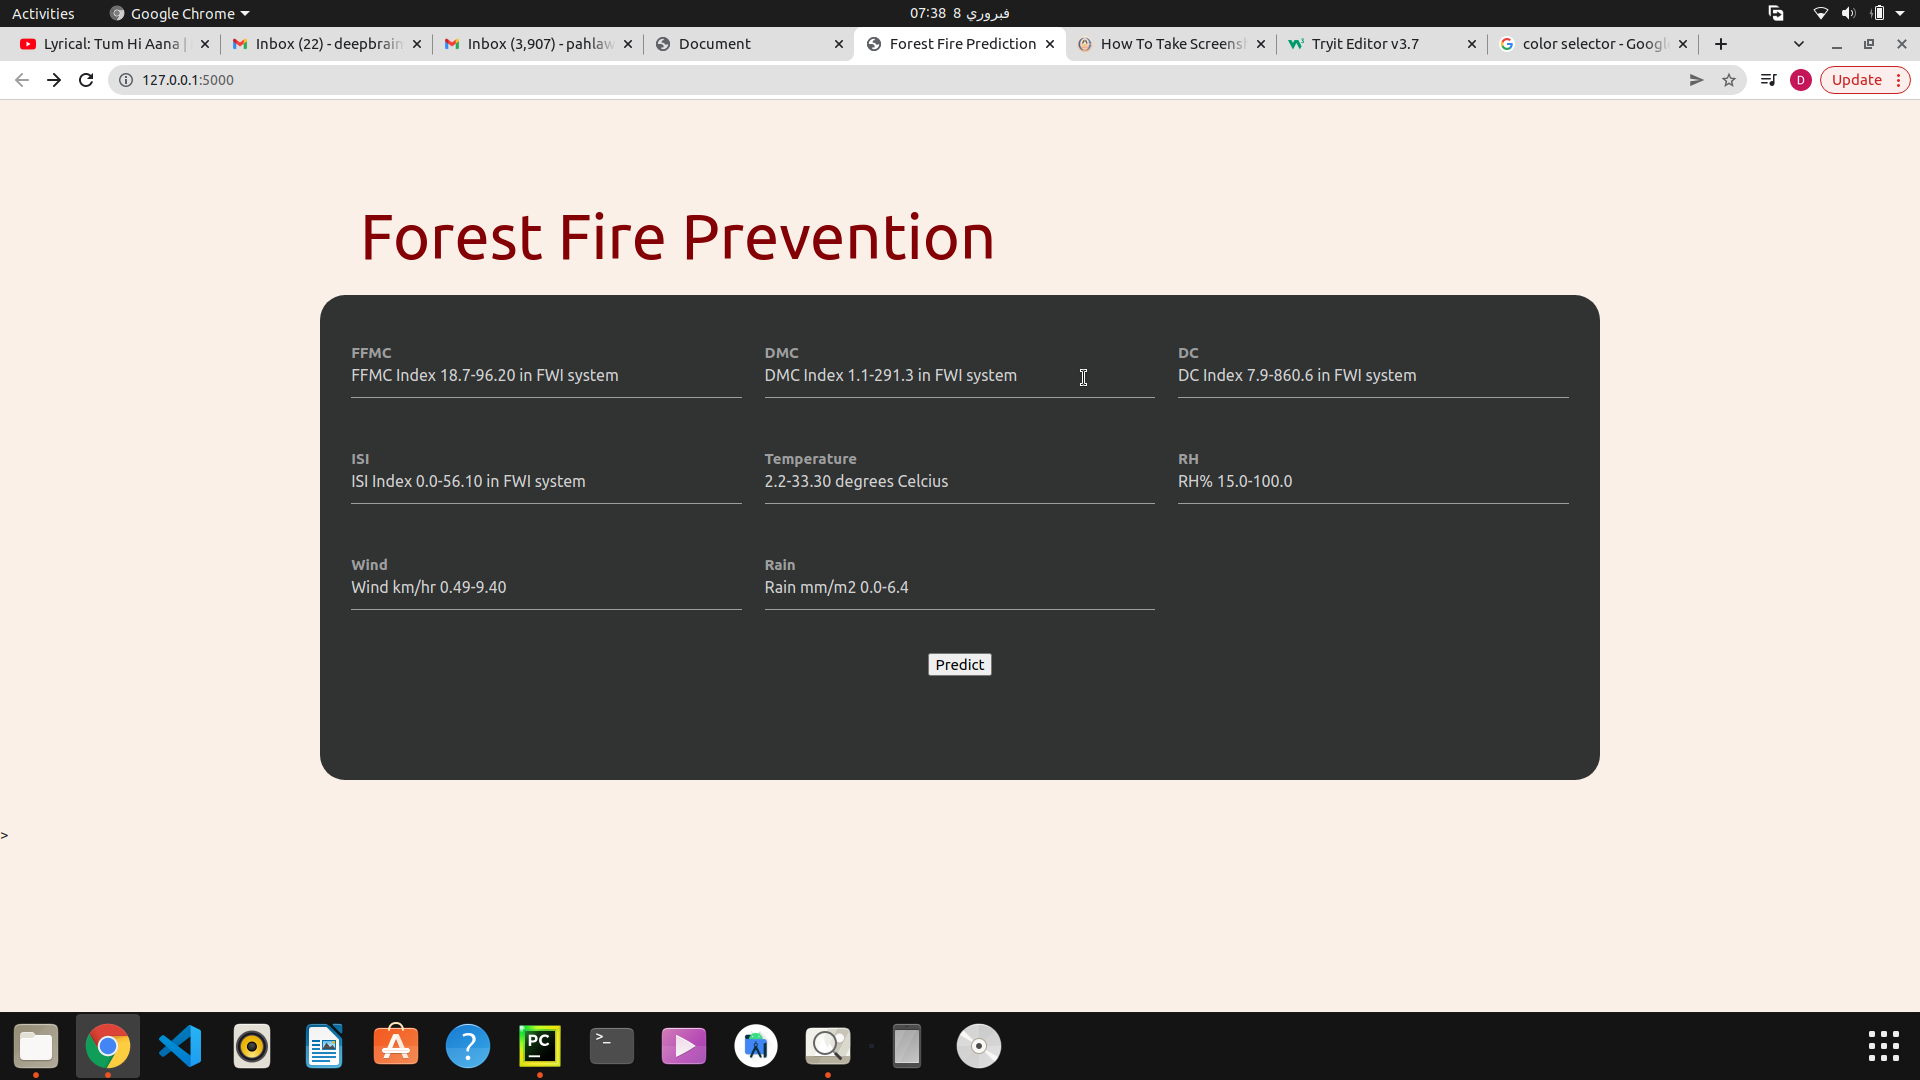 Activities Google Chrome 07:38 8 فبروري
Lyrical: Tum Hi Aana | Inbox (22) - deepbrain Inbox (3,907) - pahlaw Document Forest Fire Prediction How To Take Screens Tryit Editor v3.7 color selector - Googl
127.0.0.1:5000 D Update
Forest Fire Prevention
FFMC DMC DC
FFMC Index 18.7-96.20 in FWI system DMC Index 1.1-291.3 in FWI system DC Index 7.9-860.6 in FWI system
ISI Temperature RH
ISI Index 0.0-56.10 in FWI system 2.2-33.30 degrees Celcius RH% 15.0-100.0
Wind Rain
Wind km/hr 0.49-9.40 Rain mm/m2 0.0-6.4
Predict
>
PC >_ AI